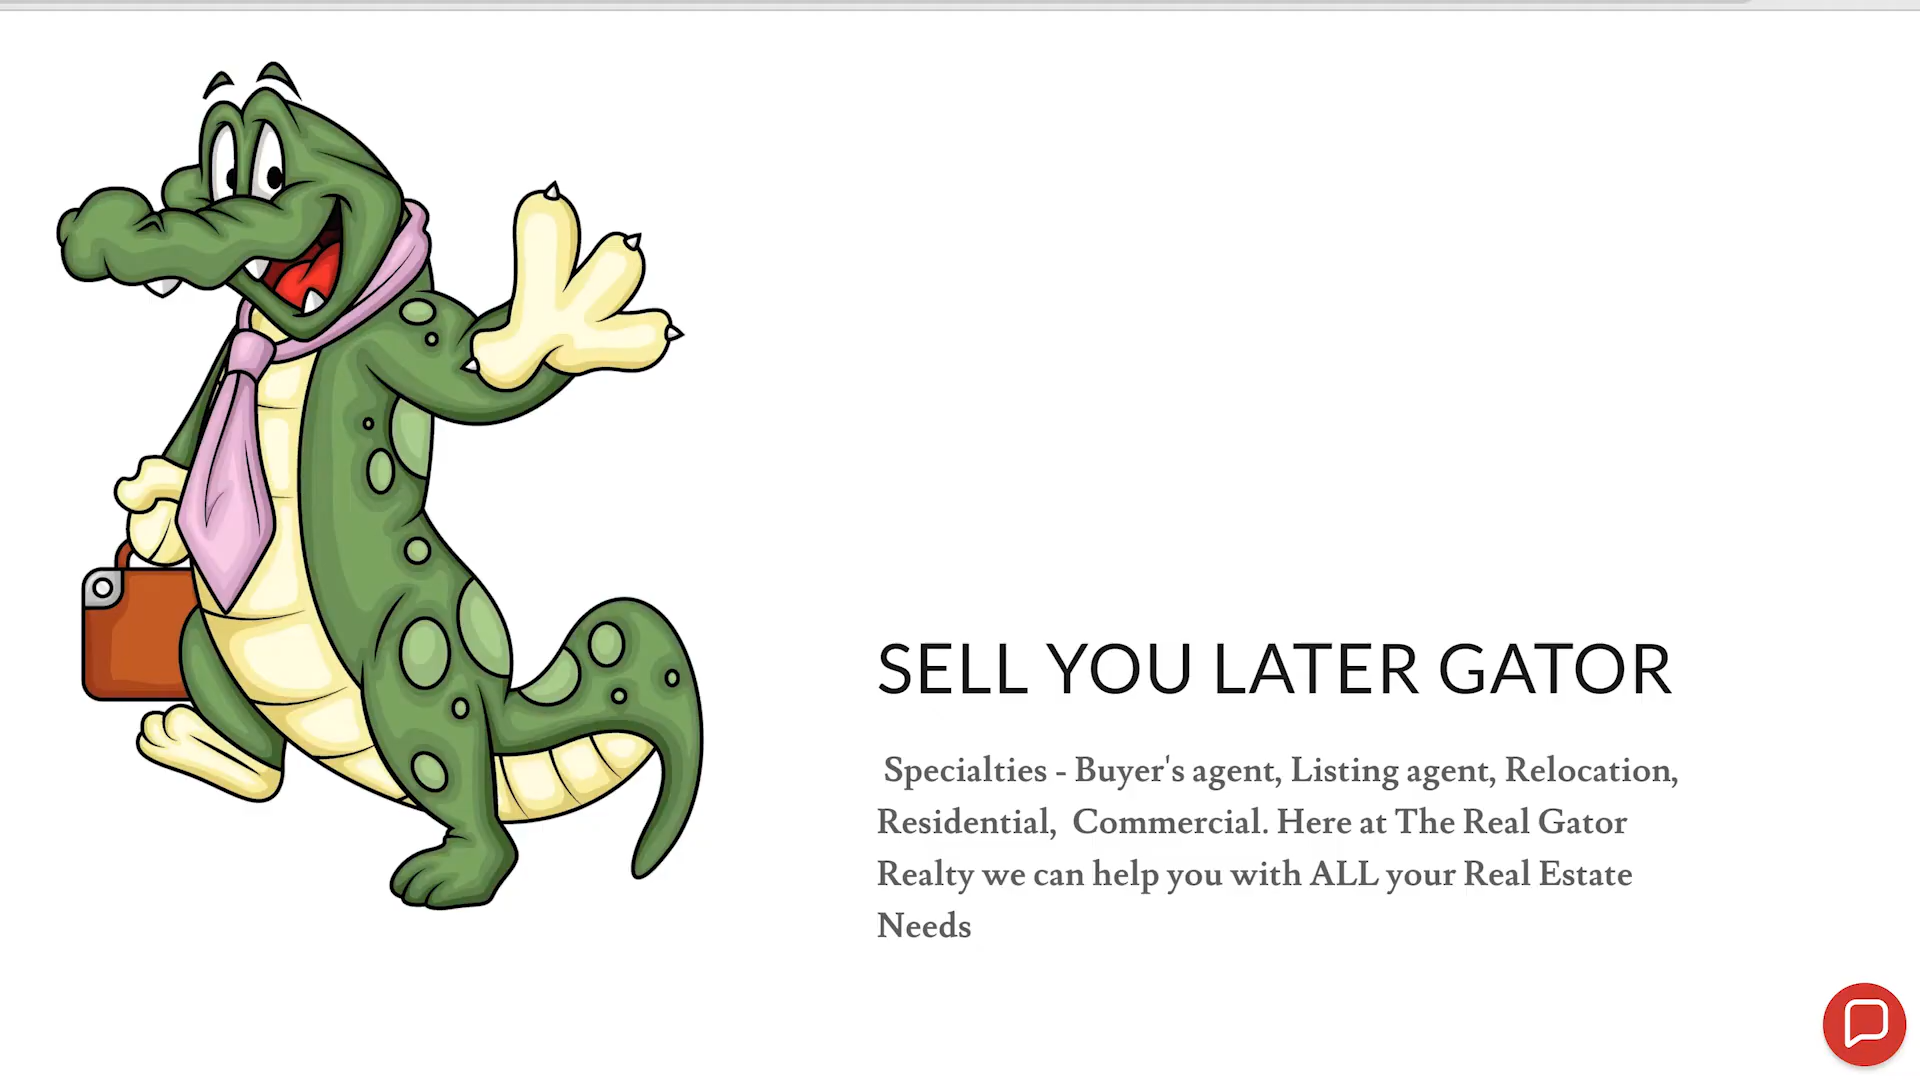 SELL YOU LATER GATOR
Specialties - Buyer's agent, Listing agent, Relocation,
Residential,  Commercial. Here at The Real Gator
Realty we can help you with ALL your Real Estate
Needs